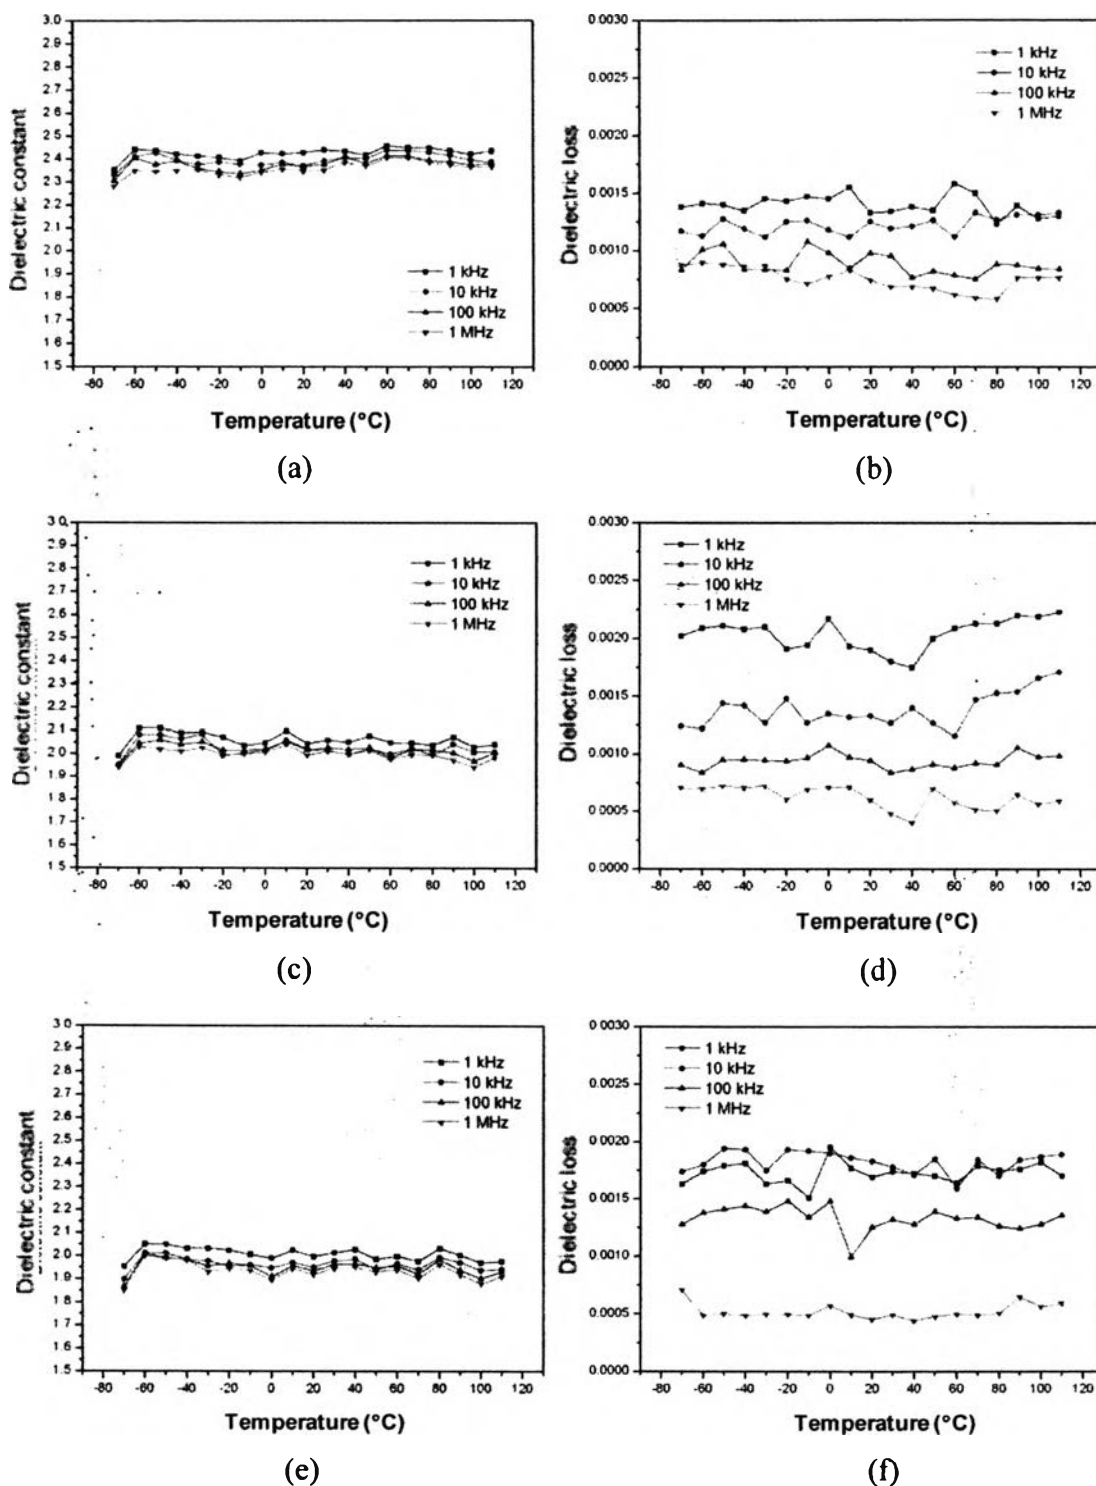 3.0
2.9
2.8
2.7
2.6
2.5
2.4
2.3
2.2
2.1
2.0
1.9
1.8
1.7
1.6
1.5
Dielectric constant
1 kHz
10 kHz
100 kHz
1 MHz
-80 -60 -40 -20 0 20 40 60 80 100 120
Temperature (°C)
(a)
0.0030
0.0025
0.0020
0.0015
0.0010
0.0005
0.0000
Dielectric loss
1 kHz
10 kHz
100 kHz
1 MHz
-80 -60 -40 -20 0 20 40 60 80 100 120
Temperature (°C)
(b)
3.0
2.9
2.8
2.7
2.6
2.5
2.4
2.3
2.2
2.1
2.0
1.9
1.8
1.7
1.6
1.5
Dielectric constant
1 kHz
10 kHz
100 kHz
1 MHz
-80 -60 -40 -20 0 20 40 60 80 100 120
Temperature (°C)
(c)
0.0030
0.0025
0.0020
0.0015
0.0010
0.0005
0.0000
Dielectric loss
1 kHz
10 kHz
100 kHz
1 MHz
-80 -60 -40 -20 0 20 40 60 80 100 120
Temperature (°C)
(d)
3.0
2.9
2.8
2.7
2.6
2.5
2.4
2.3
2.2
2.1
2.0
1.9
1.8
1.7
1.6
1.5
Dielectric constant
1 kHz
10 kHz
100 kHz
1 MHz
-80 -60 -40 -20 0 20 40 60 80 100 120
Temperature (°C)
(e)
0.0030
0.0025
0.0020
0.0015
0.0010
0.0005
0.0000
Dielectric loss
1 kHz
10 kHz
100 kHz
1 MHz
-80 -60 -40 -20 0 20 40 60 80 100 120
Temperature (°C)
(f)